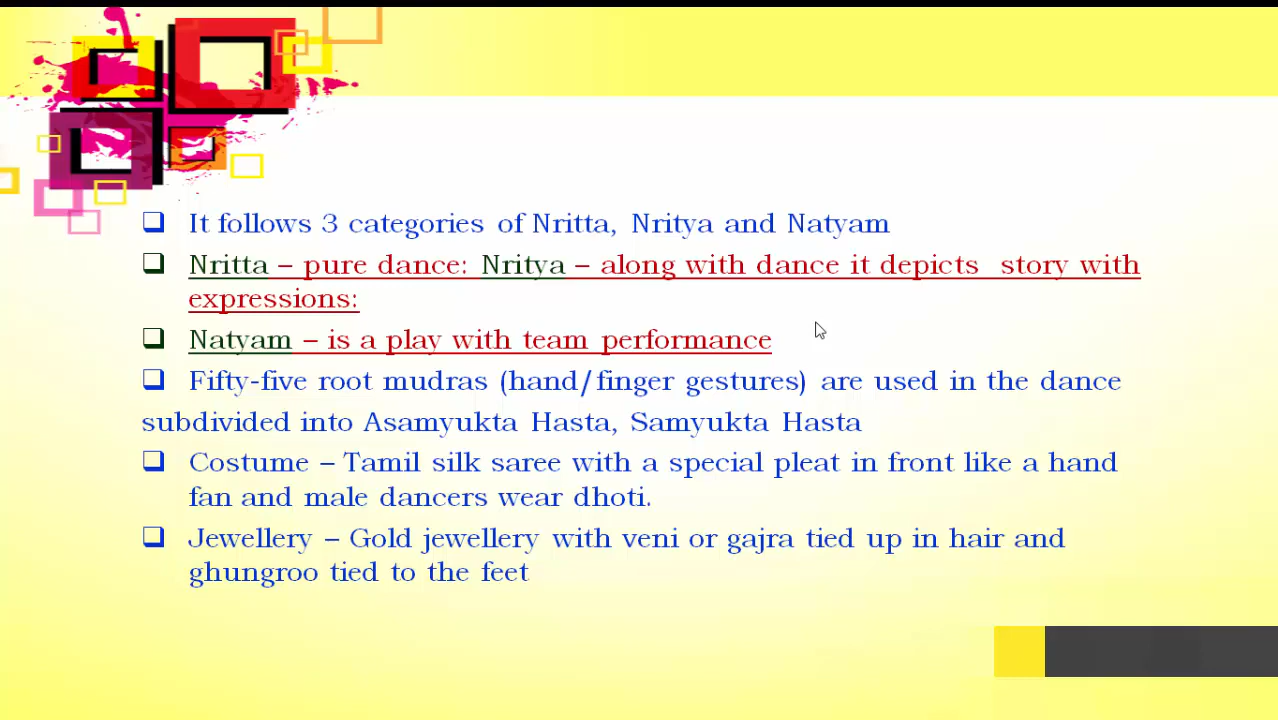 It follows 3 categories of Nritta, Nritya and Natyam
Nritta – pure dance: Nritya – along with dance it depicts story with
expressions:
Natyam – is a play with team performance
Fifty-five root mudras (hand/finger gestures) are used in the dance
subdivided into Asamyukta Hasta, Samyukta Hasta
Costume – Tamil silk saree with a special pleat in front like a hand
fan and male dancers wear dhoti.
Jewellery – Gold jewellery with veni or gajra tied up in hair and
ghungroo tied to the feet